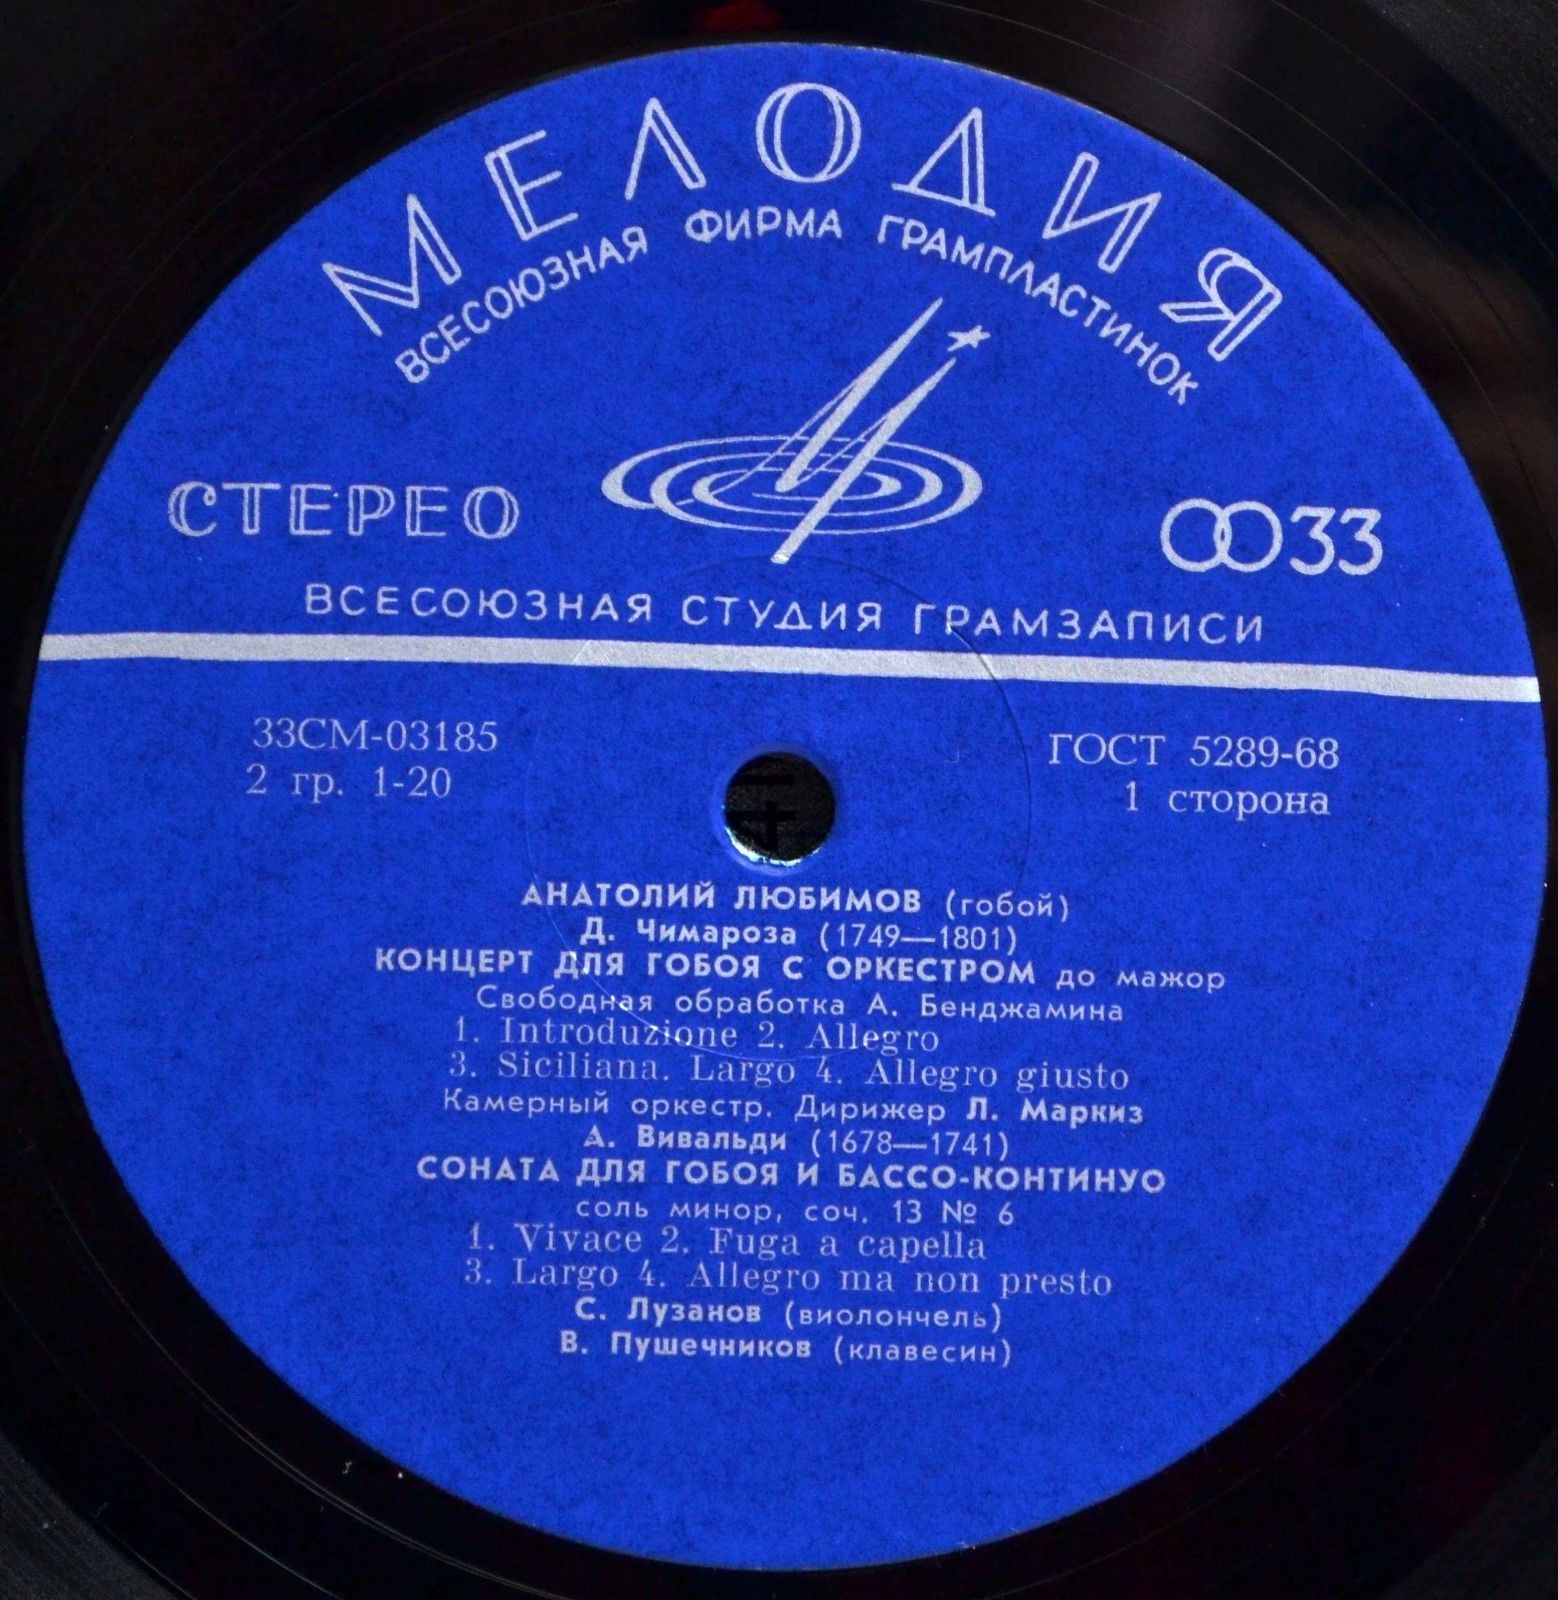 МЕЛОДИЯ
ВСЕСОЮЗНАЯ ФИРМА ГРАМПЛАСТИНОК
СТЕРЕО
33
ВСЕСОЮЗНАЯ СТУДИЯ ГРАМЗАПИСИ
33СМ-03185
ГОСТ 5289-68
2 гр. 1-20
1 сторона
АНАТОЛИЙ ЛЮБИМОВ (гобой)
Д. Чимароза (1749—1801)
КОНЦЕРТ ДЛЯ ГОБОЯ С ОРКЕСТРОМ до мажор
Свободная обработка А. Бенджамина
1. Introduzione 2. Allegro
3. Siciliana. Largo 4. Allegro giusto
Камерный оркестр. Дирижер Л. Маркиз
А. Вивальди (1678—1741)
СОНАТА ДЛЯ ГОБОЯ И БАССО-КОНТИНУО
соль минор, соч. 13 № 6
1. Vivace 2. Fuga a capella
3. Largo 4. Allegro ma non presto
С. Лузанов (виолончель)
В. Пушечников (клавесин)